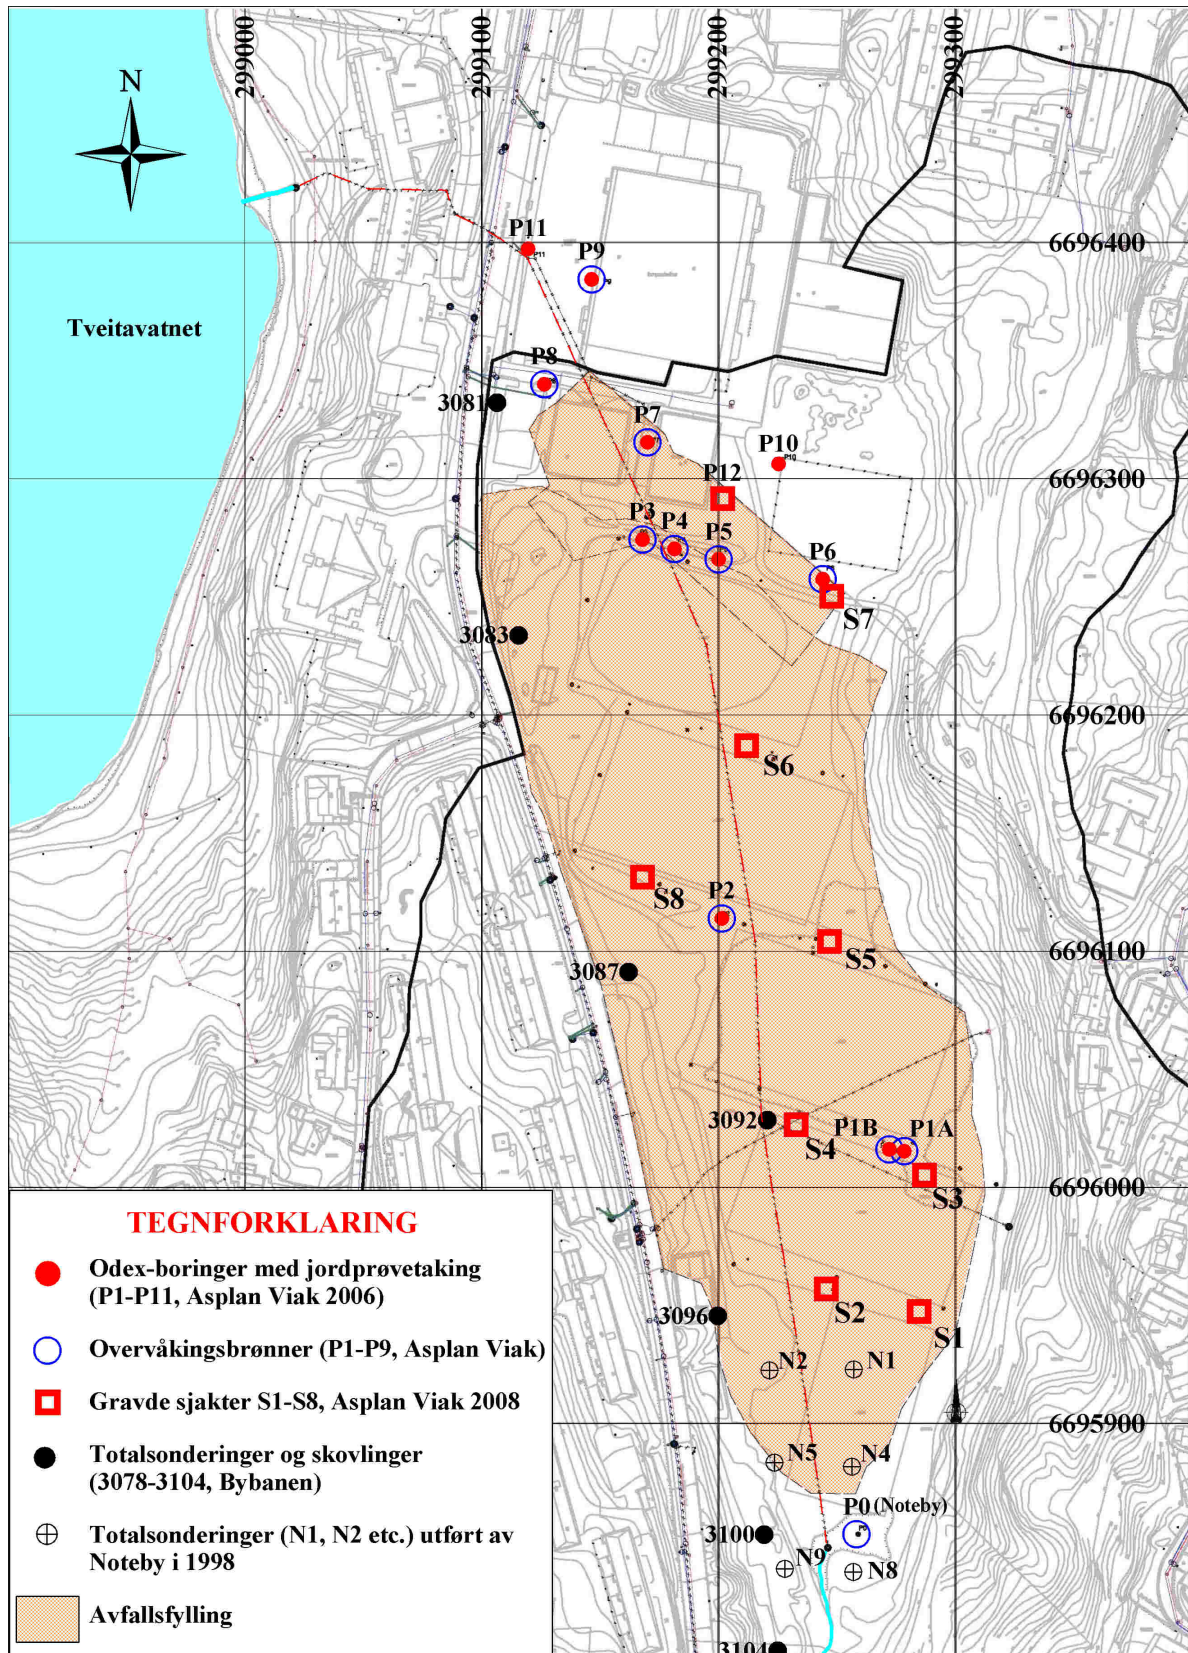 299000
299100
299200
299300
N
P11
P11
P9
6696400
Tveitavatnet
P8
3081
P7
P10
P10
P12
6696300
P3
P4
P5
P6
S7
3083
6696200
S6
S8
P2
S5
6696100
3087
3092
S4
P1B
P1A
S3
6696000
TEGNFORKLARING
Odex-boringer med jordprøvetaking
(P1-P11, Asplan Viak 2006)
Overvåkingsbrønner (P1-P9, Asplan Viak)
Gravde sjakter S1-S8, Asplan Viak 2008
Totalsonderinger og skovlinger
(3078-3104, Bybanen)
Totalsonderinger (N1, N2 etc.) utført av
Noteby i 1998
Avfallsfylling
S2
S1
3096
N2
N1
6695900
N5
N4
P0 (Noteby)
3100
N9
N8
3104